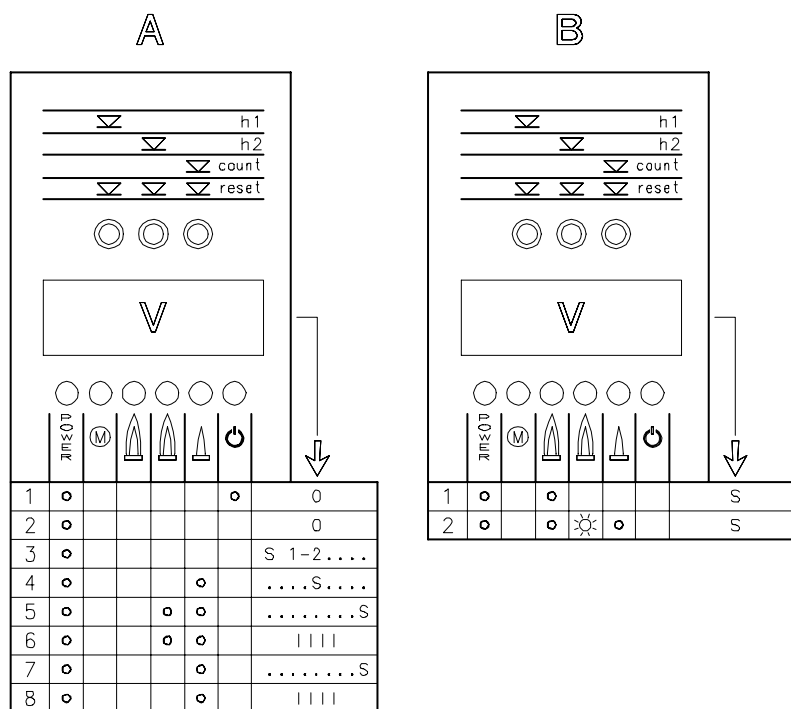 A
h1
h2
count
reset
V
POWER M
1 0
2 0
3 S 1-2....
4 ....S....
5 ........S
6 ||||
7 ........S
8 ||||
B
h1
h2
count
reset
V
POWER M
1 S
2 S